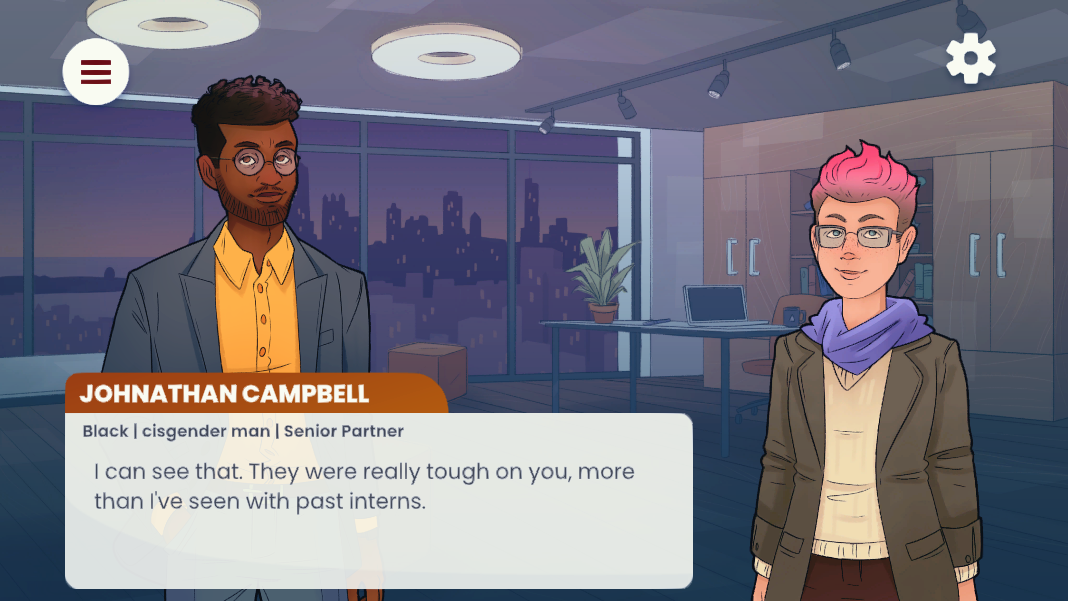 JOHNATHAN CAMPBELL
Black | cisgender man | Senior Partner
I can see that. They were really tough on you, more
than I've seen with past interns.